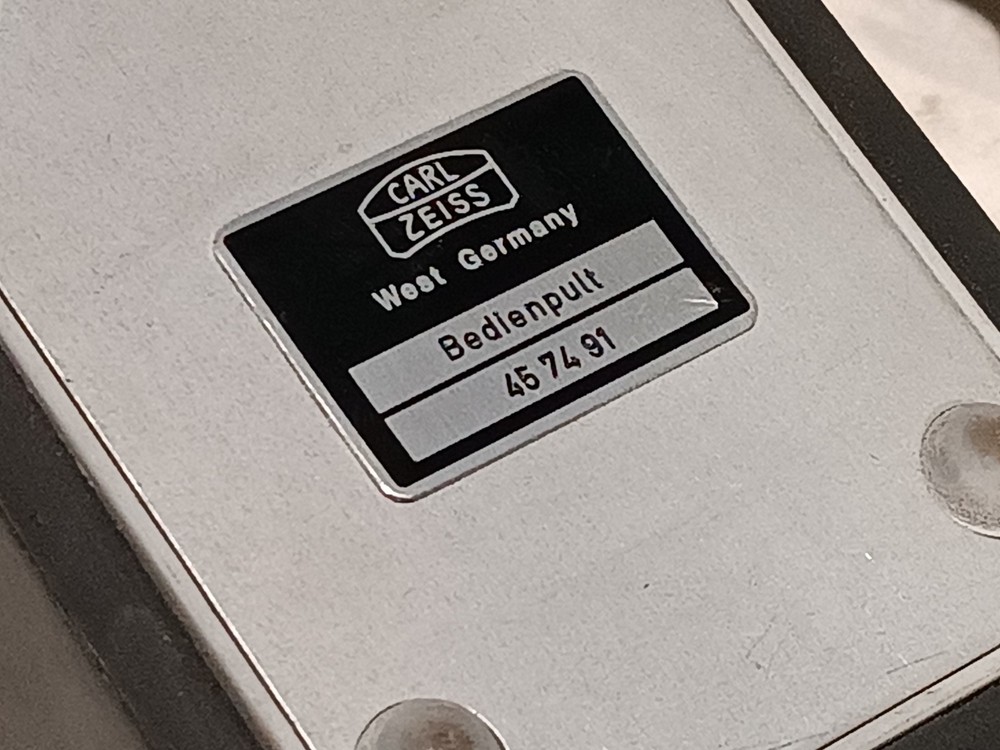 CARL
ZEISS
West Germany
Bedienpult
45 74 91